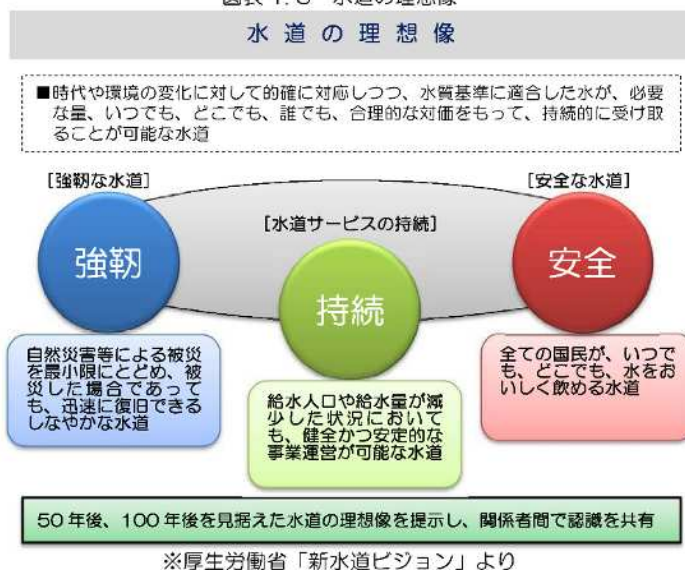 水道の理想像
■時代や環境の変化に対して的確に対応しつつ、水質基準に適合した水が、必要
な量、いつでも、どこでも、誰でも、合理的な対価をもって、持続的に受け取
ることが可能な水道
[強靭な水道]
[安全な水道]
[水道サービスの持続]
強靭
安全
持続
自然災害等による被災
を最小限にとどめ、被
災した場合であって
も、迅速に復旧できる
しなやかな水道
全ての国民が、いつで
も、どこでも、水をお
いしく飲める水道
給水人口や給水量が減
少した状況において
も、健全かつ安定的な
事業運営が可能な水道
50年後、100年後を見据えた水道の理想像を提示し、関係者間で認識を共有
※厚生労働省「新水道ビジョン」より